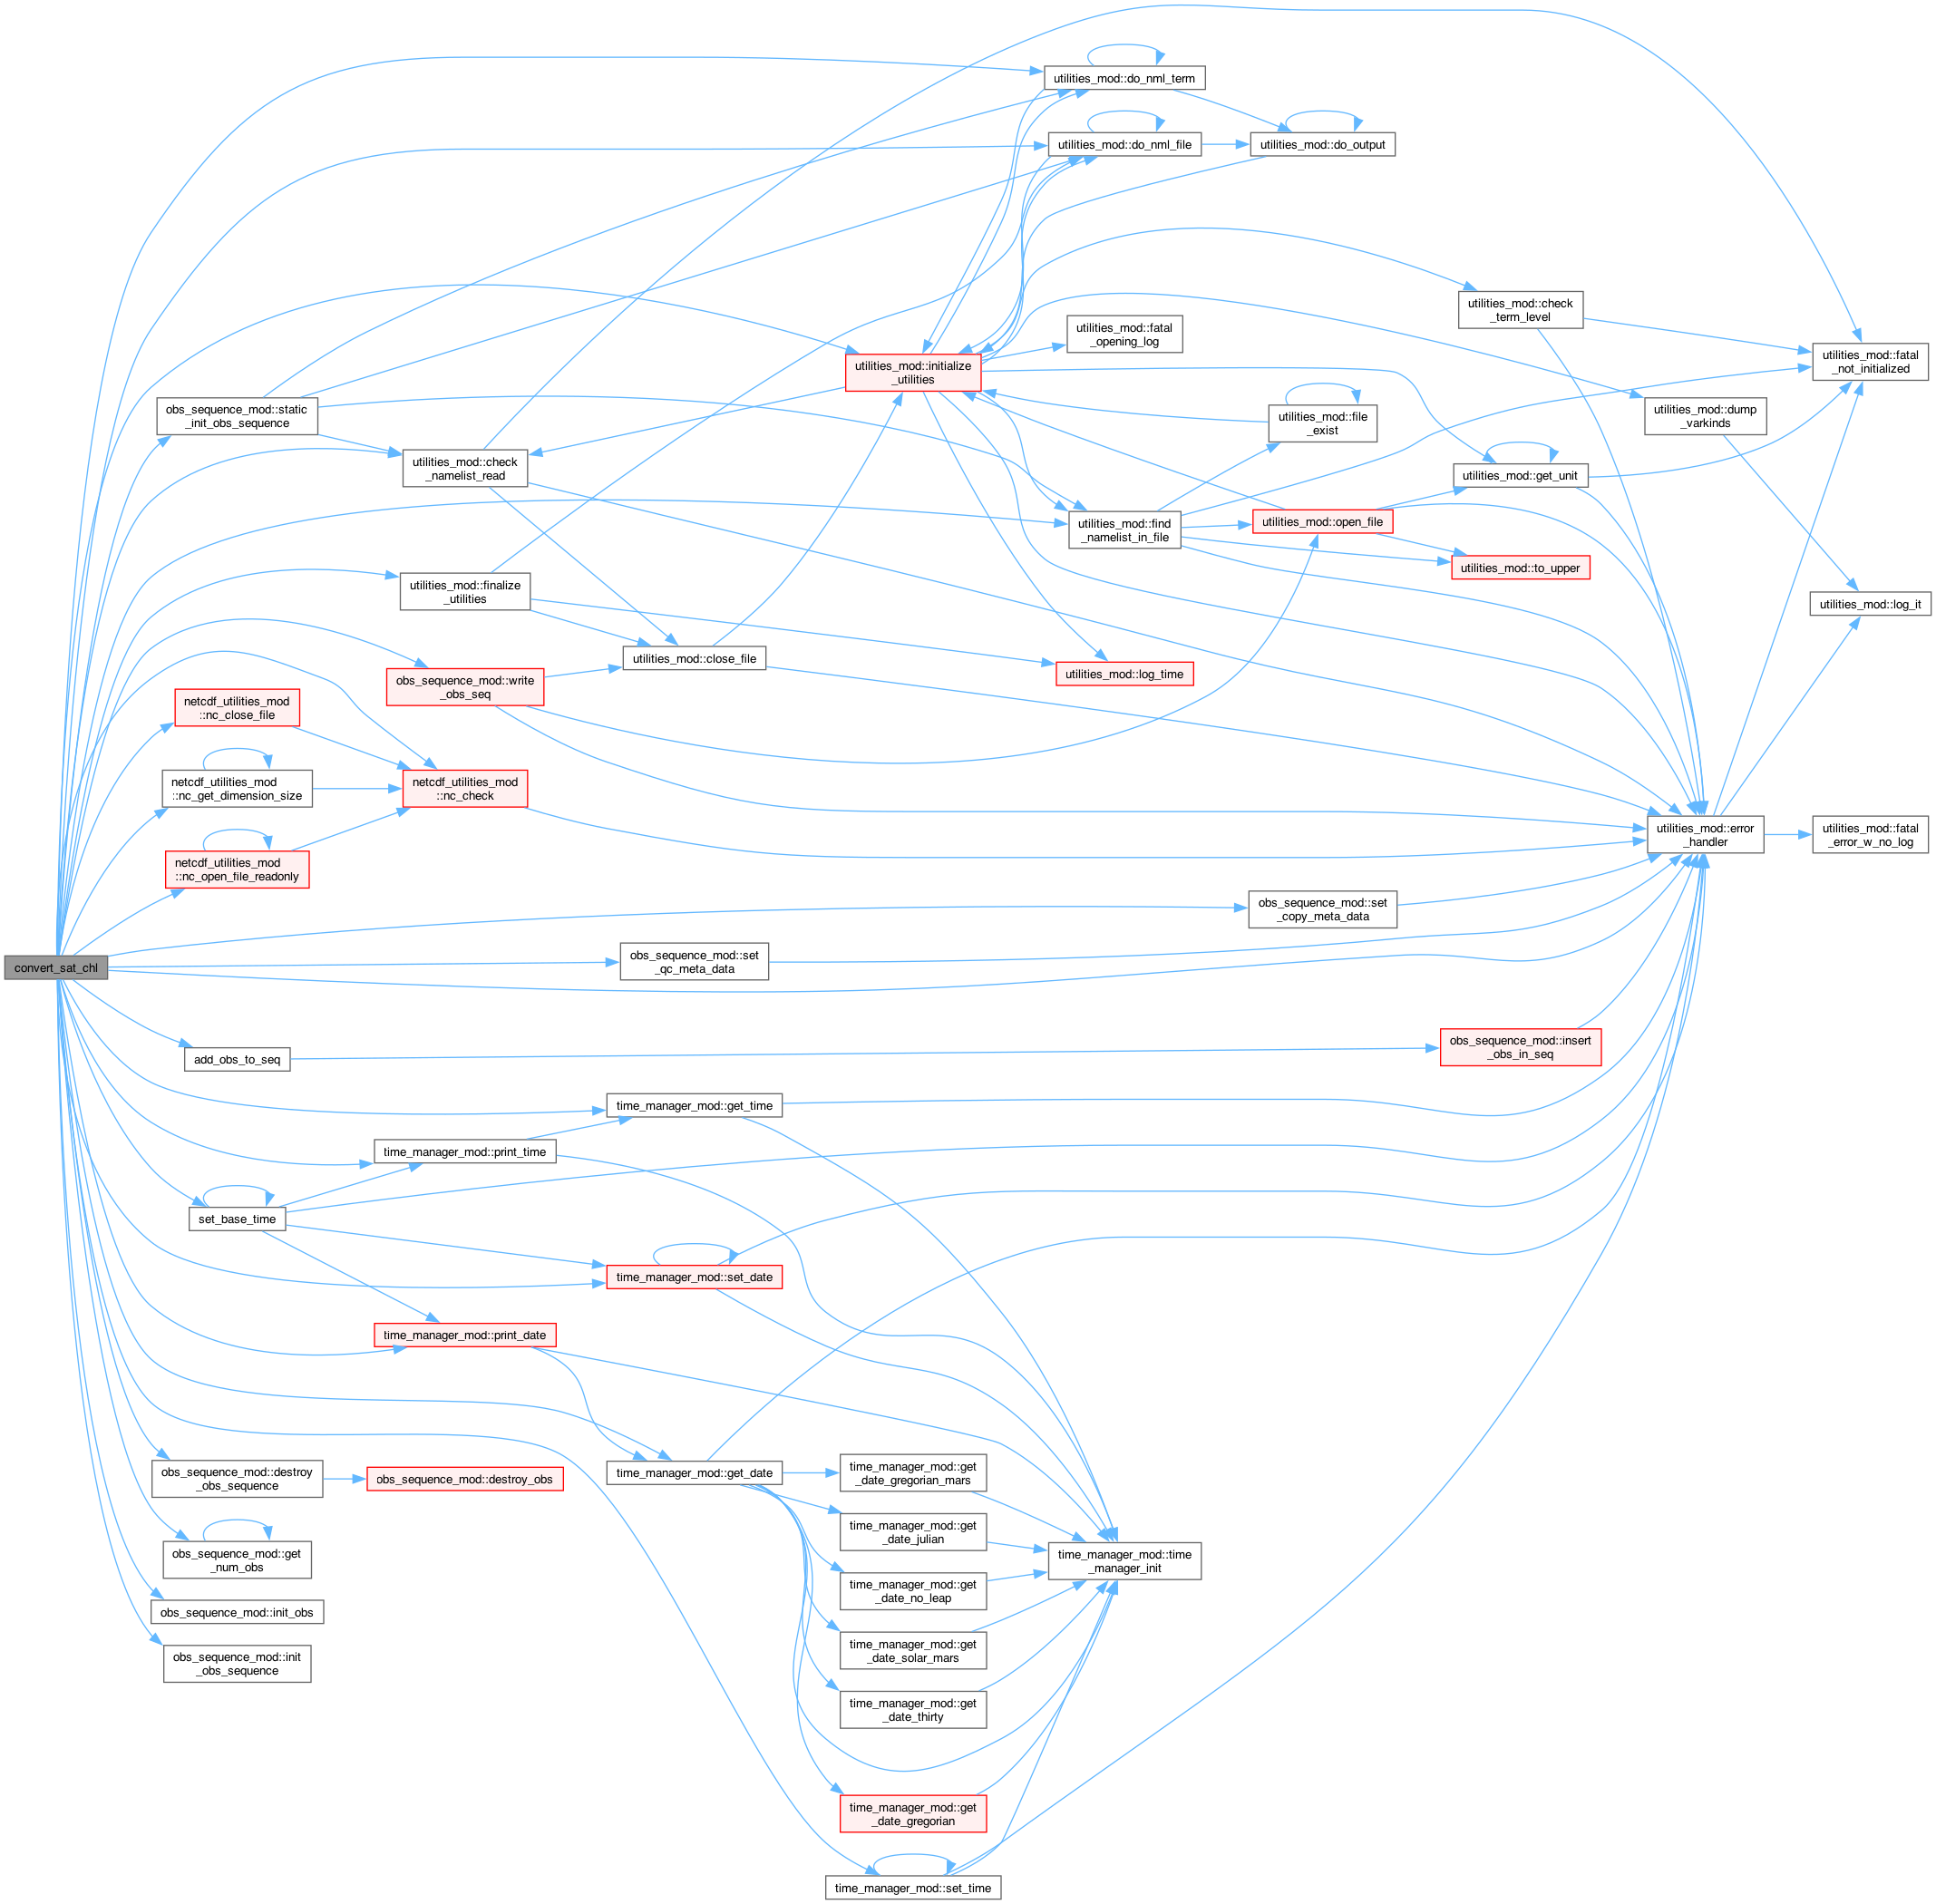 utilities_mod::do_nml_term
utilities_mod::do_nml_file
utilities_mod::do_output
utilities_mod::check
_term_level
utilities_mod::fatal
_opening_log
utilities_mod::fatal
_not_initialized
utilities_mod::initialize
_utilities
obs_sequence_mod::static
_init_obs_sequence
utilities_mod::file
_exist
utilities_mod::dump
_varkinds
utilities_mod::check
_namelist_read
utilities_mod::get_unit
utilities_mod::find
_namelist_in_file
utilities_mod::open_file
utilities_mod::to_upper
utilities_mod::finalize
_utilities
utilities_mod::log_it
utilities_mod::close_file
utilities_mod::log_time
obs_sequence_mod::write
_obs_seq
netcdf_utilities_mod
::nc_close_file
netcdf_utilities_mod
::nc_get_dimension_size
netcdf_utilities_mod
::nc_check
utilities_mod::error
_handler
utilities_mod::fatal
_error_w_no_log
netcdf_utilities_mod
::nc_open_file_readonly
obs_sequence_mod::set
_copy_meta_data
obs_sequence_mod::set
_qc_meta_data
convert_sat_chl
obs_sequence_mod::insert
_obs_in_seq
add_obs_to_seq
time_manager_mod::get_time
time_manager_mod::print_time
set_base_time
time_manager_mod::set_date
time_manager_mod::print_date
time_manager_mod::get_date
obs_sequence_mod::destroy
_obs_sequence
obs_sequence_mod::destroy_obs
time_manager_mod::get
_date_gregorian_mars
time_manager_mod::get
_date_julian
obs_sequence_mod::get
_num_obs
time_manager_mod::time
_manager_init
time_manager_mod::get
_date_no_leap
obs_sequence_mod::init_obs
time_manager_mod::get
_date_solar_mars
obs_sequence_mod::init
_obs_sequence
time_manager_mod::get
_date_thirty
time_manager_mod::get
_date_gregorian
time_manager_mod::set_time